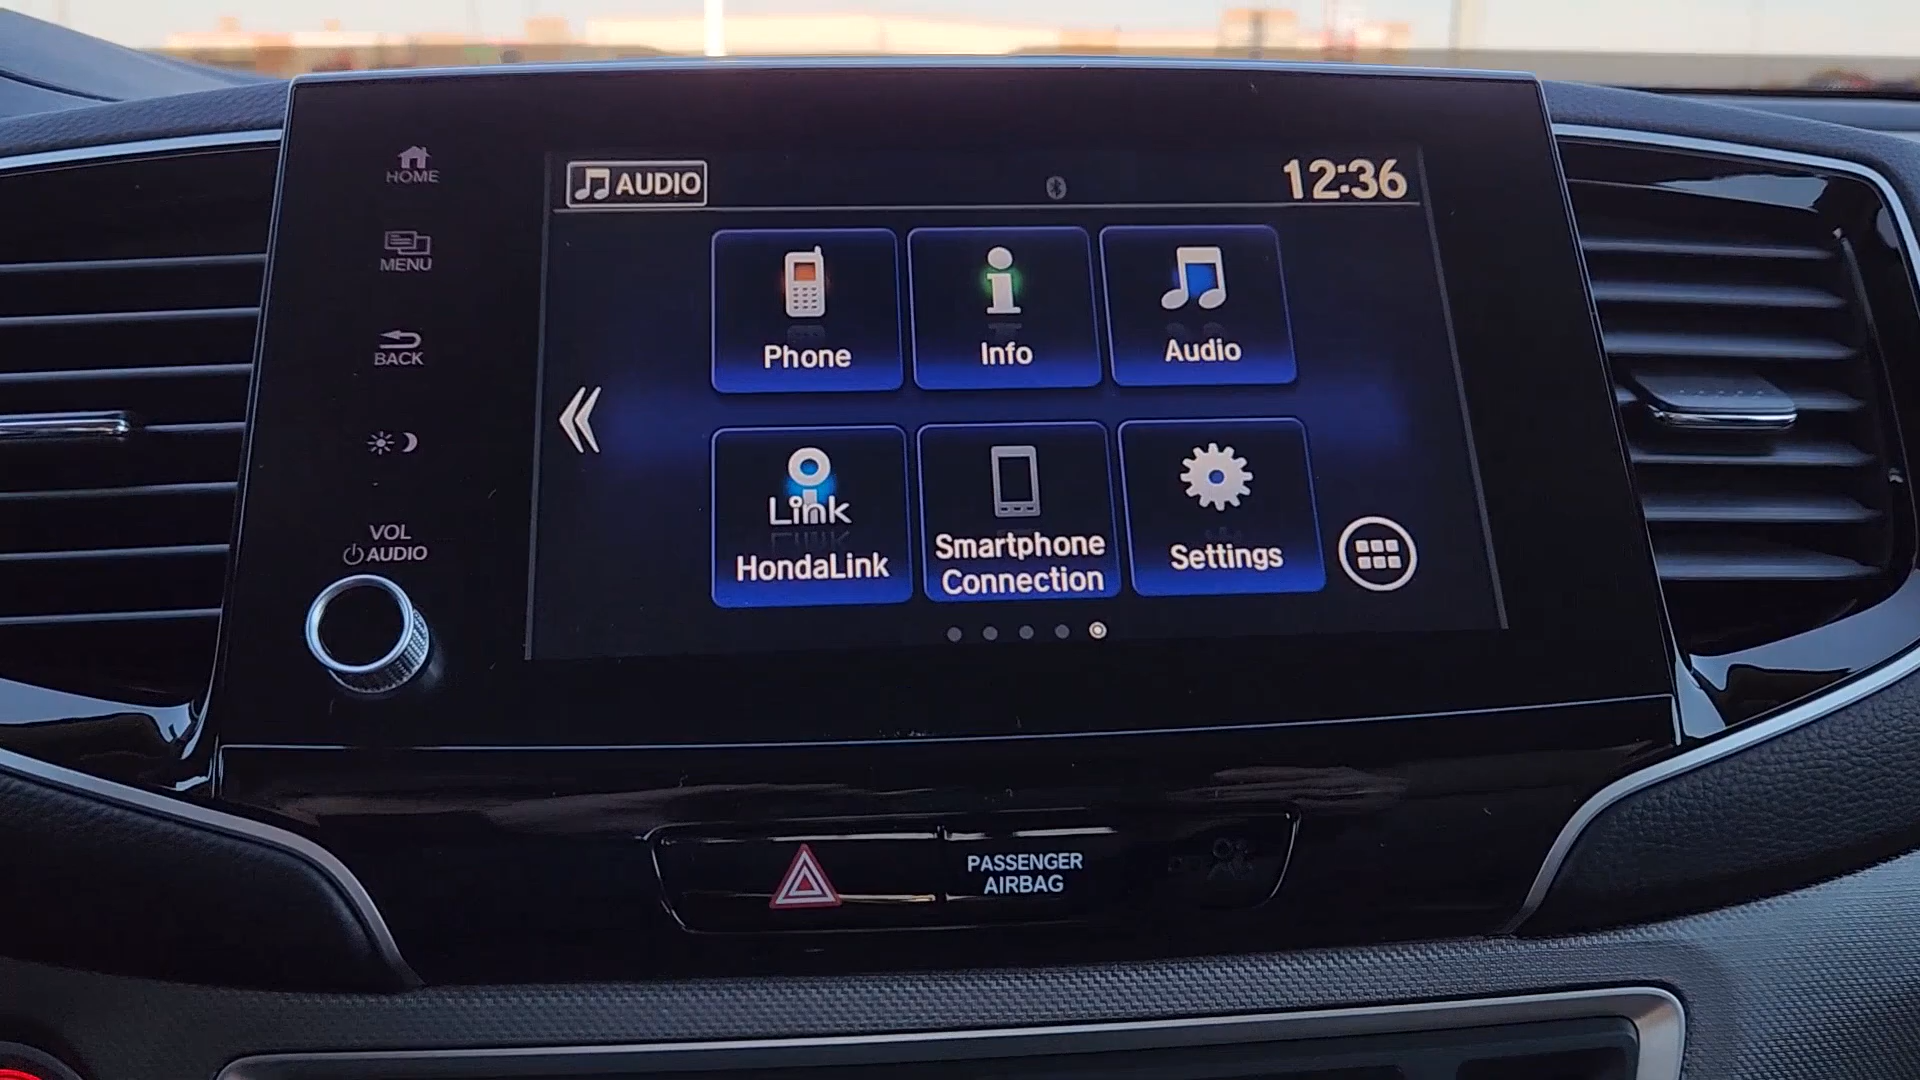 HOME
MENU
BACK
VOL
AUDIO
AUDIO
12:36
Phone
Info
Audio
Link
HondaLink
Smartphone
Connection
Settings
PASSENGER
AIRBAG